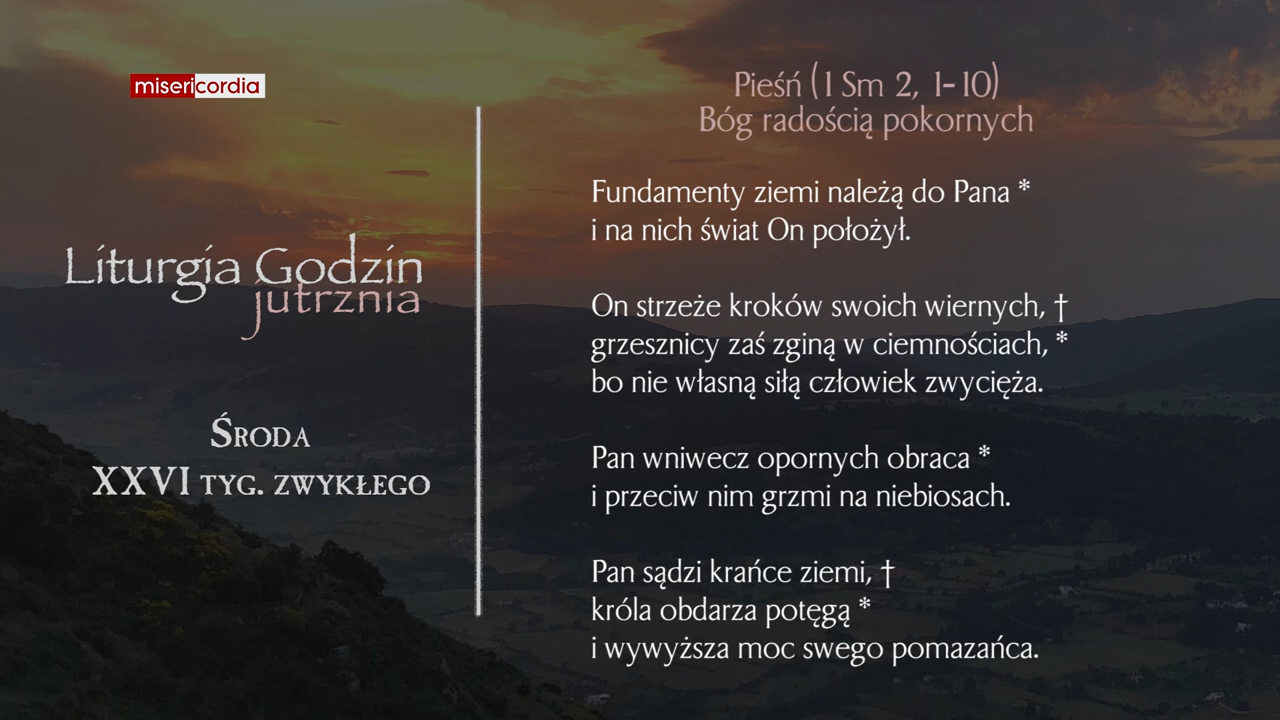 misericordia
Liturgia Godzin
jutrznia
Środa
XXVI tyg. zwykłego
Pieśń (1 Sm 2, 1-10)
Bóg radością pokornych
Fundamenty ziemi należą do Pana *
i na nich świat On położył.
On strzeże kroków swoich wiernych, †
grzesznicy zaś zginą w ciemnościach, *
bo nie własną siłą człowiek zwycięża.
Pan wniwecz opornych obraca *
i przeciw nim grzmi na niebiosach.
Pan sądzi krańce ziemi, †
króla obdarza potęgą *
i wywyższa moc swego pomazańca.